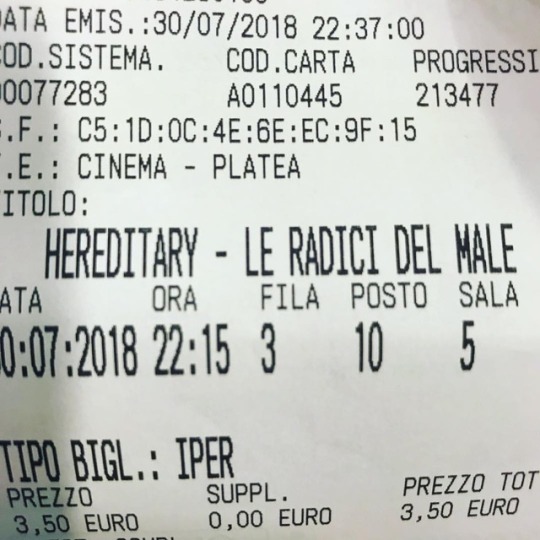 DATA EMIS.:30/07/2018 22:37:00
COD.SISTEMA. COD.CARTA PROGRESSI
00077283 A0110445 213477
S.F.: C5:1D:0C:4E:6E:EC:9F:15
T.E.: CINEMA - PLATEA
TITOLO:
HEREDITARY - LE RADICI DEL MALE
DATA ORA FILA POSTO SALA
30:07:2018 22:15 3 10 5
TIPO BIGL.: IPER
PREZZO SUPPL. PREZZO TOT
3,50 EURO 0,00 EURO 3,50 EURO